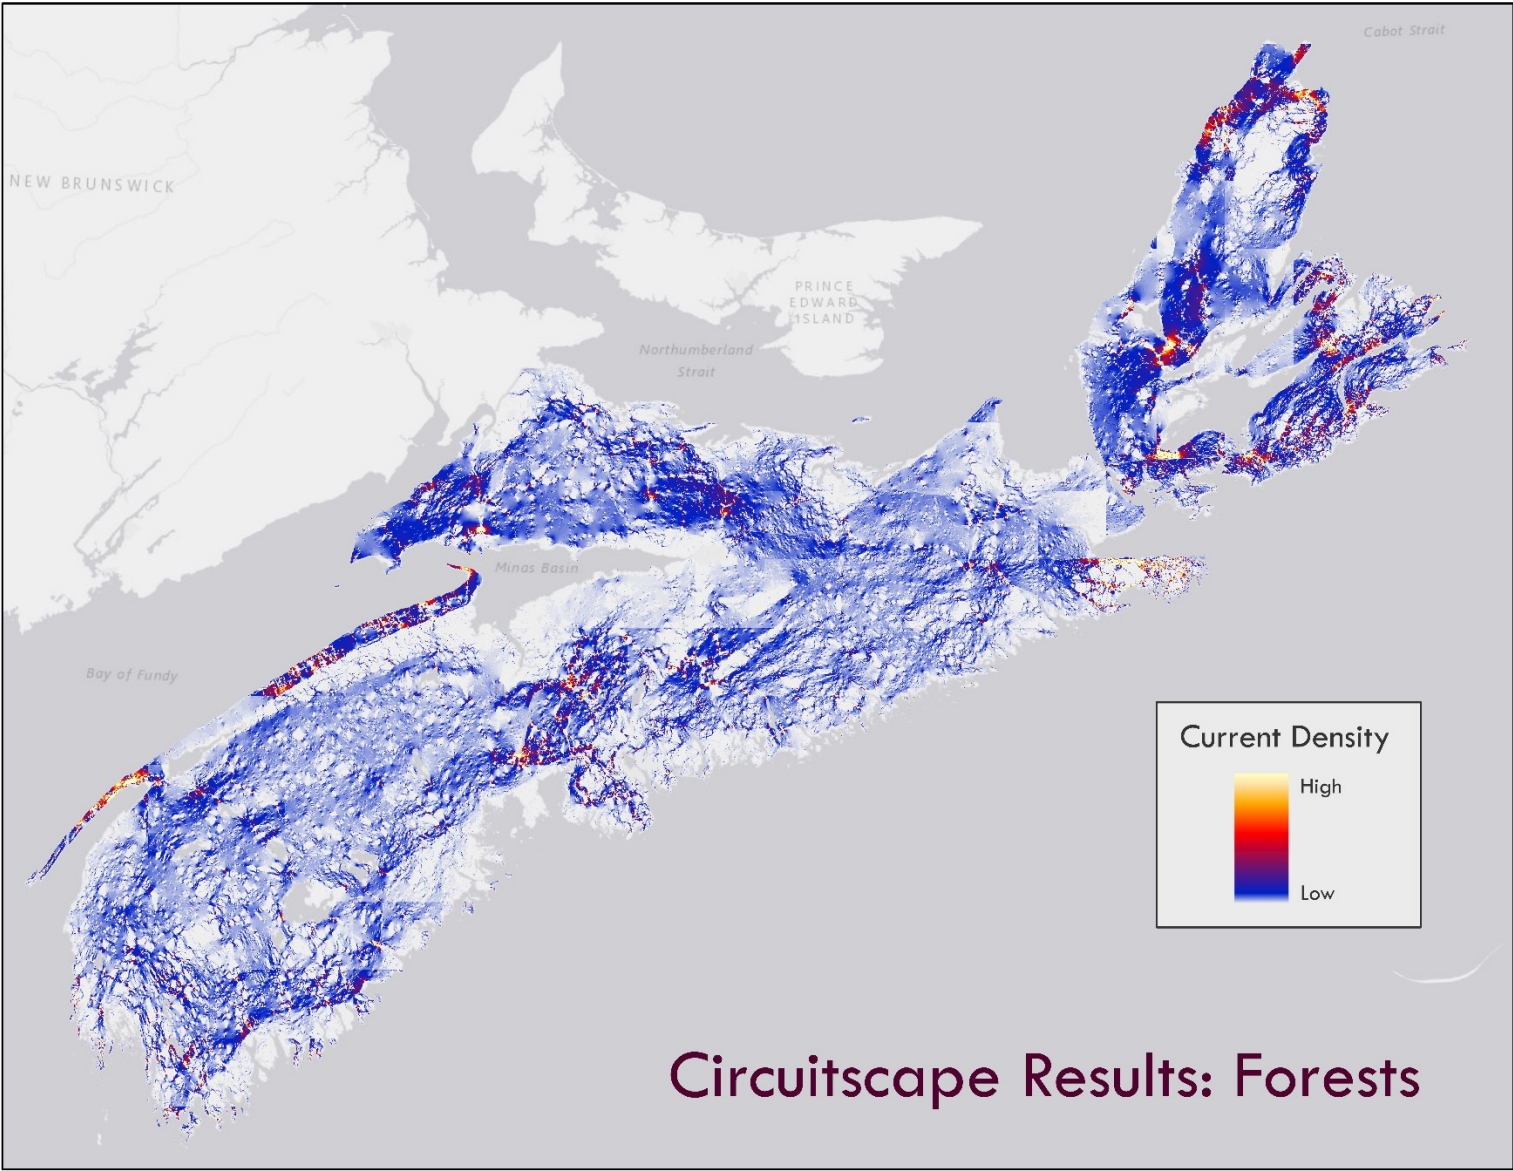 Cabot Strait
NEW BRUNSWICK
PRINCE
EDWARD
ISLAND
Northumberland
Strait
Minas Basin
Bay of Fundy
Current Density
High
Low
Circuitscape Results: Forests